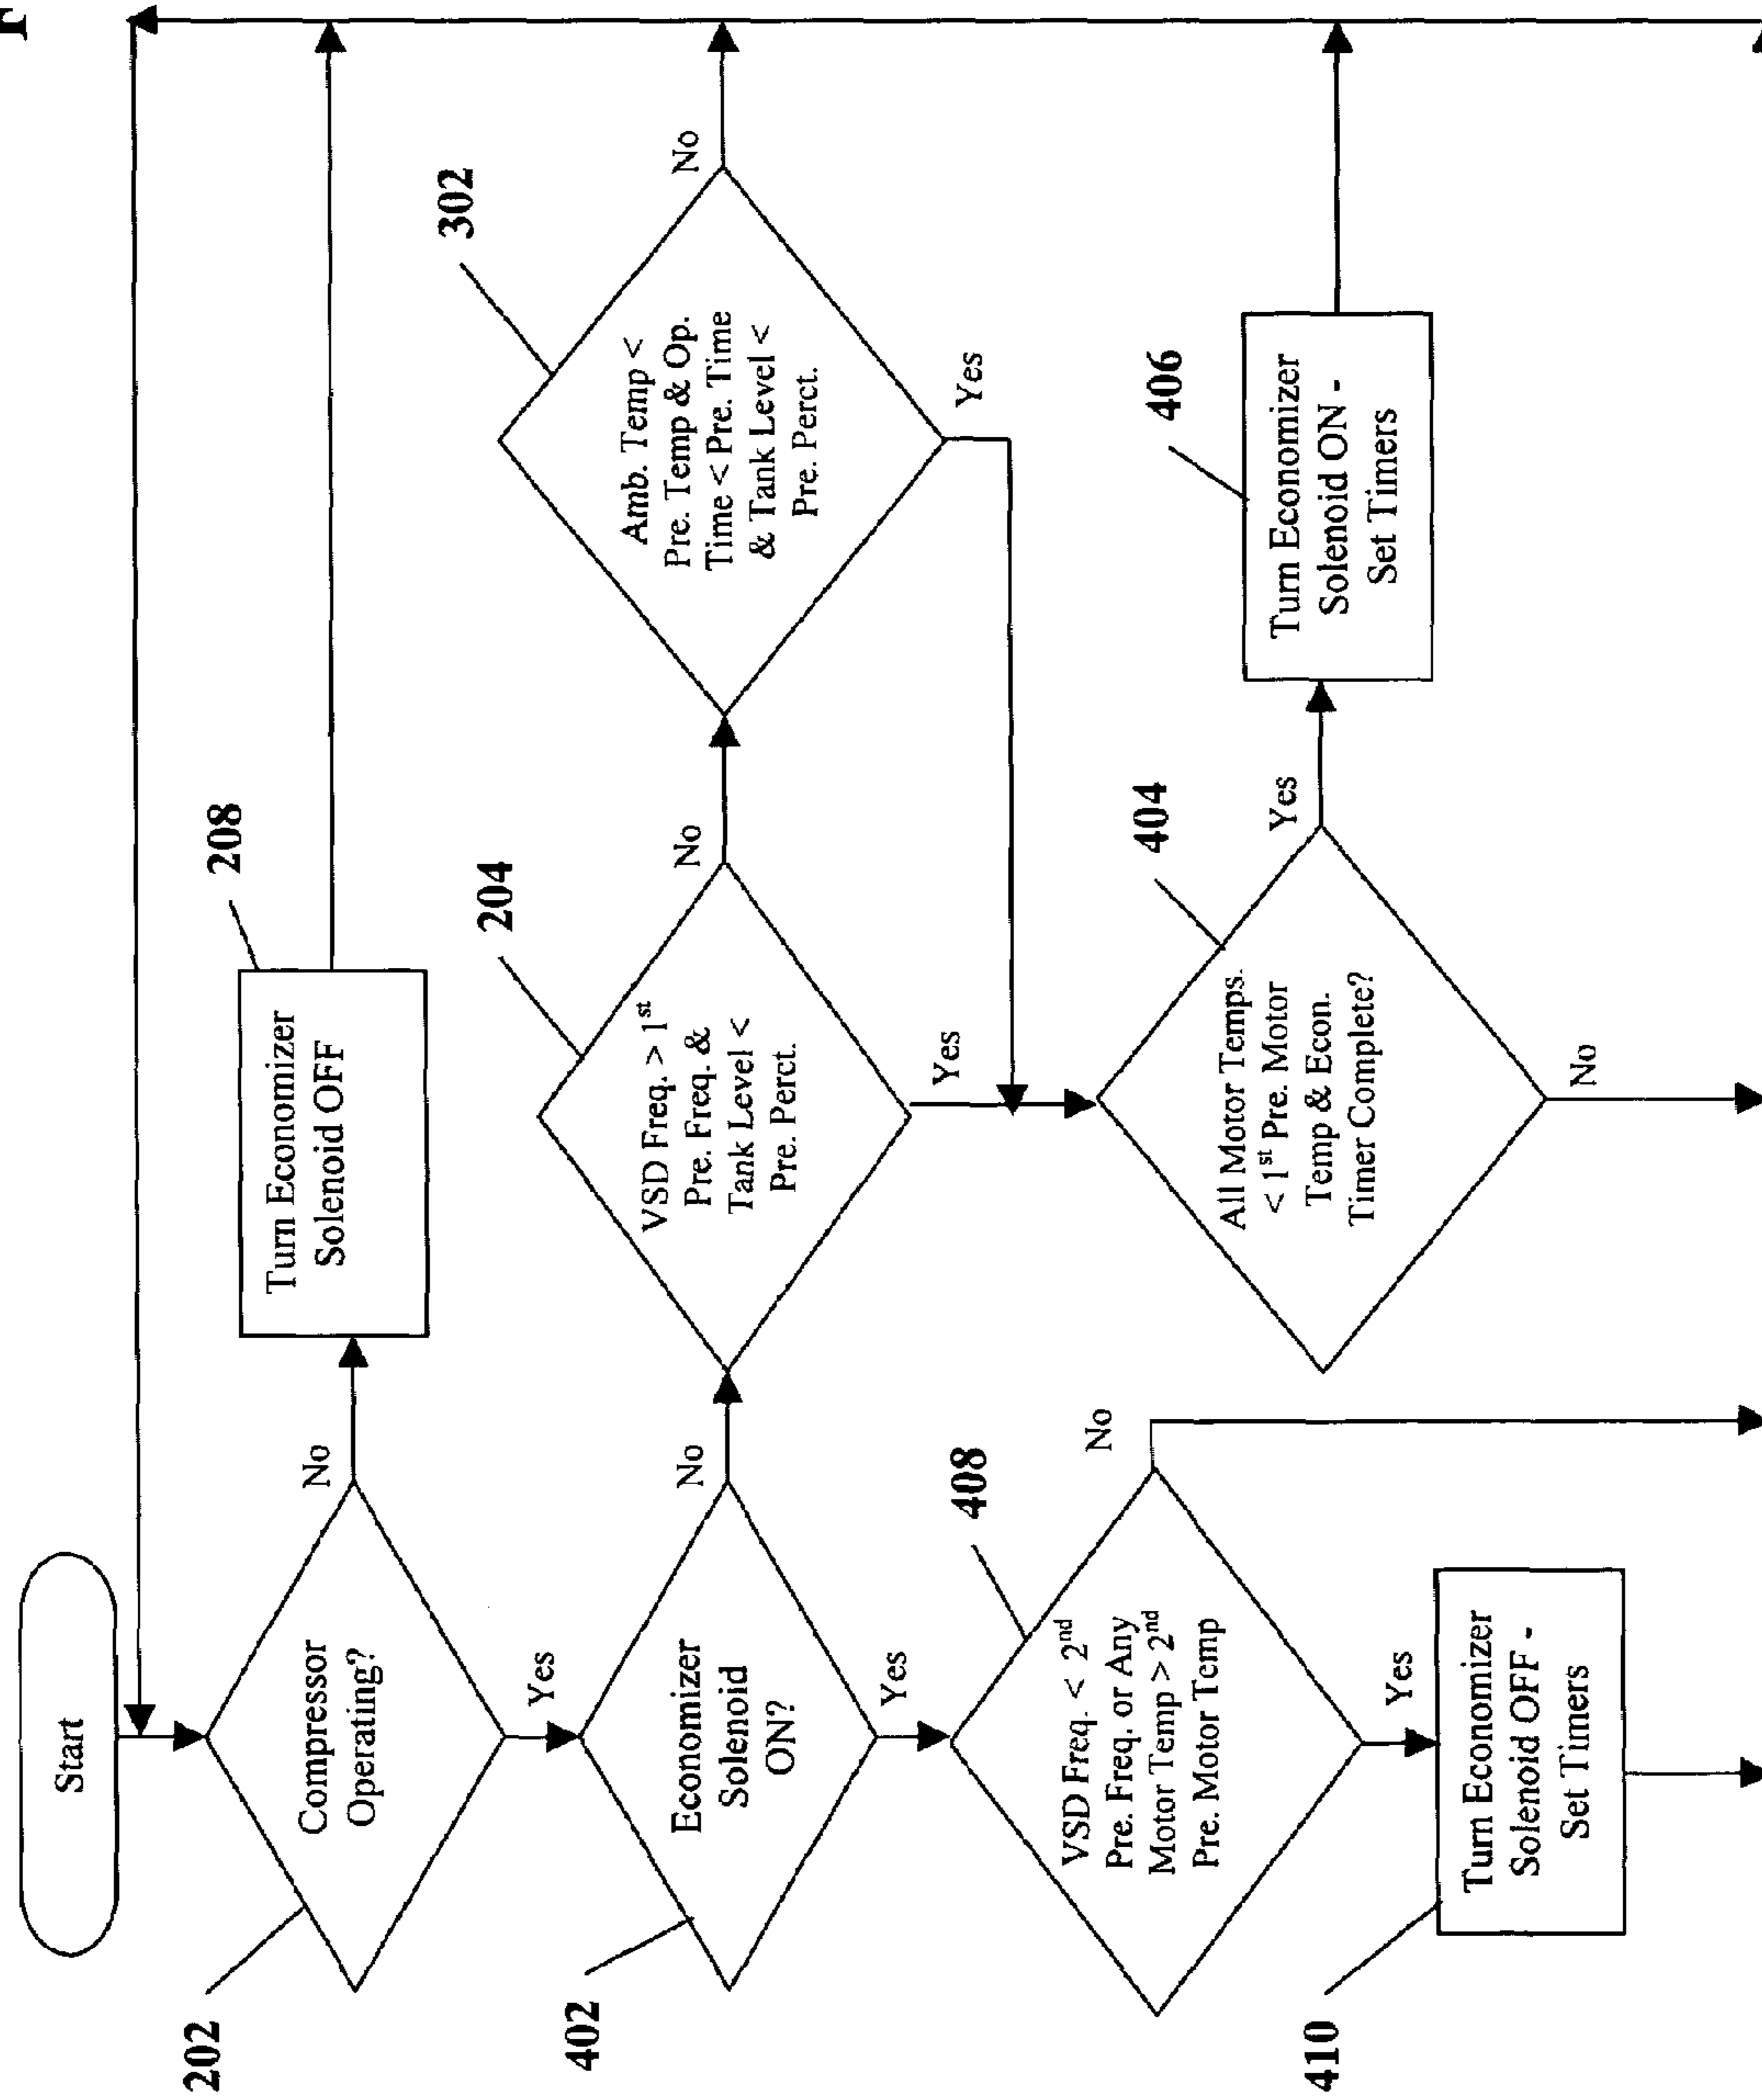 Start
202
Compressor
Operating?
No
Yes
208
Turn Economizer
Solenoid OFF
402
Economizer
Solenoid
ON?
No
Yes
204
VSD Freq. > 1st
Pre. Freq. &
Tank Level <
Pre. Perct.
No
Yes
302
Amb. Temp <
Pre. Temp & Op.
Time < Pre. Time
& Tank Level <
Pre. Perct.
No
Yes
408
VSD Freq. < 2nd
Pre. Freq. or Any
Motor Temp > 2nd
Pre. Motor Temp
No
Yes
404
All Motor Temps.
< 1st Pre. Motor
Temp & Econ.
Timer Complete?
Yes
No
406
Turn Economizer
Solenoid ON -
Set Timers
410
Turn Economizer
Solenoid OFF -
Set Timers